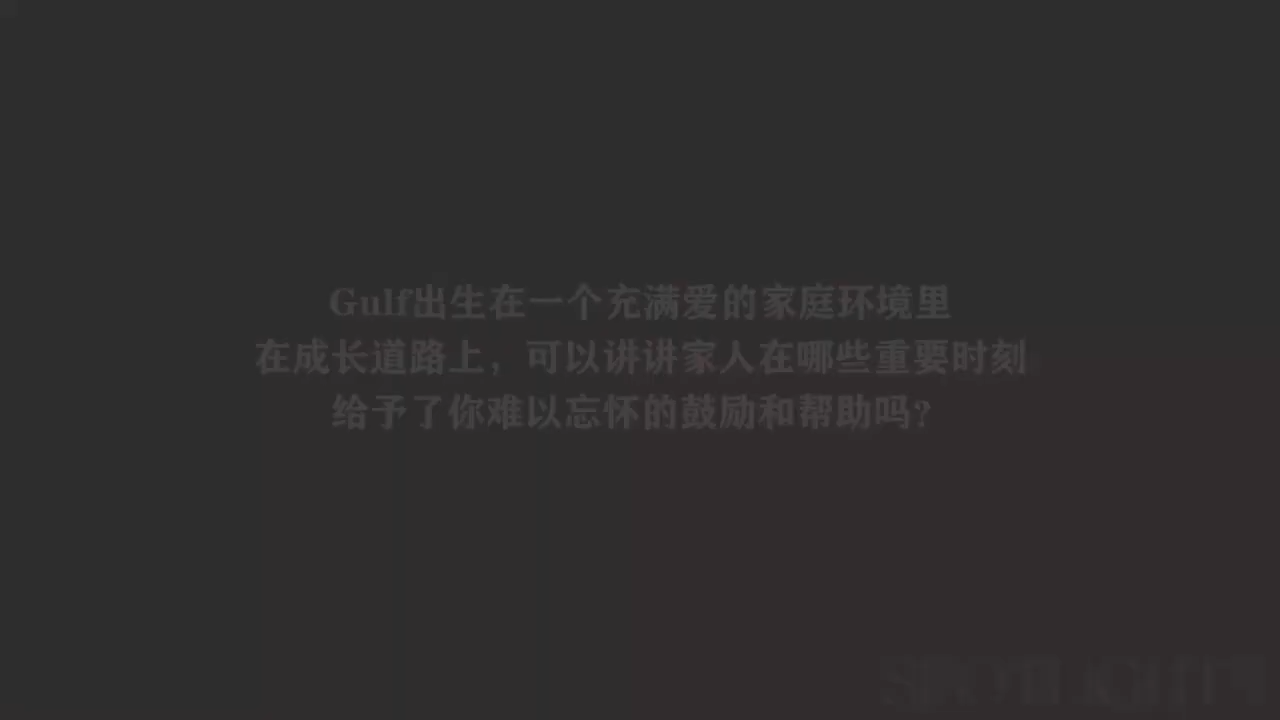 Gulf出生在一个充满爱的家庭环境里
在成长道路上，可以讲讲家人在哪些重要时刻
给予了你难以忘怀的鼓励和帮助吗?